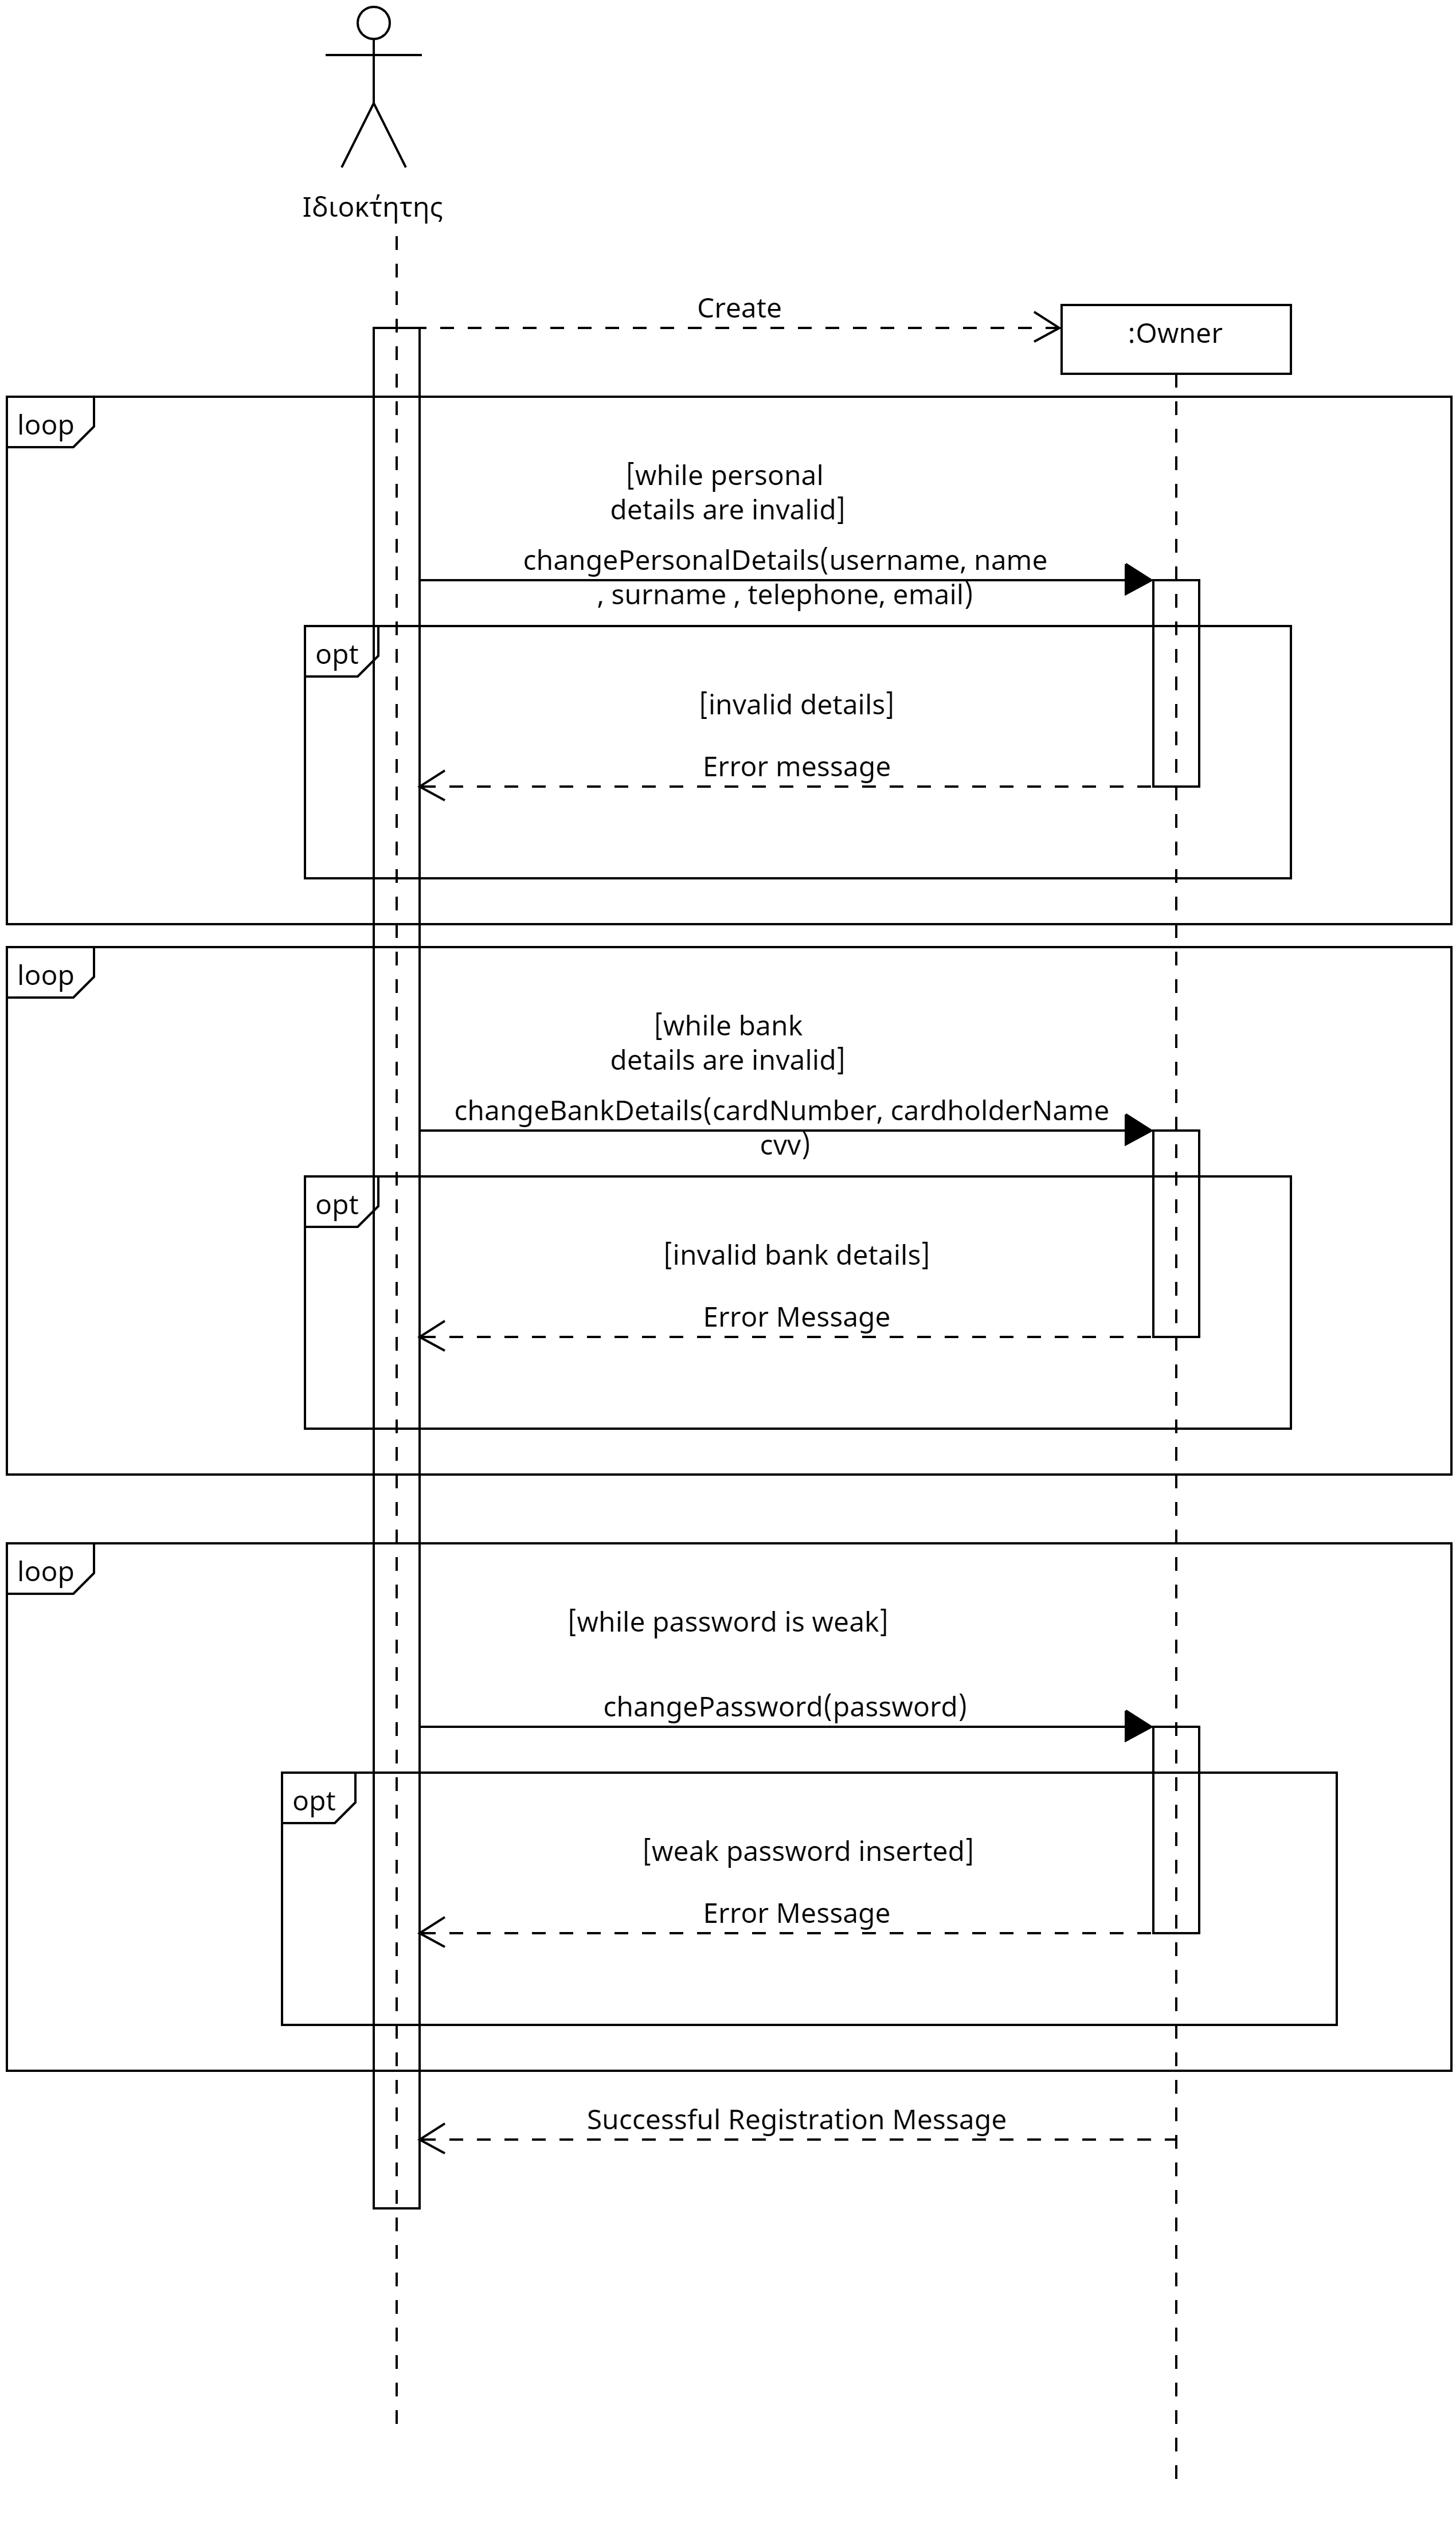 Ιδιοκτήτης
Create
:Owner
loop
[while personal
details are invalid]
changePersonalDetails(username, name
, surname , telephone, email)
opt
[invalid details]
Error message
loop
[while bank
details are invalid]
changeBankDetails(cardNumber, cardholderName
cvv)
opt
[invalid bank details]
Error Message
loop
[while password is weak]
changePassword(password)
opt
[weak password inserted]
Error Message
Successful Registration Message